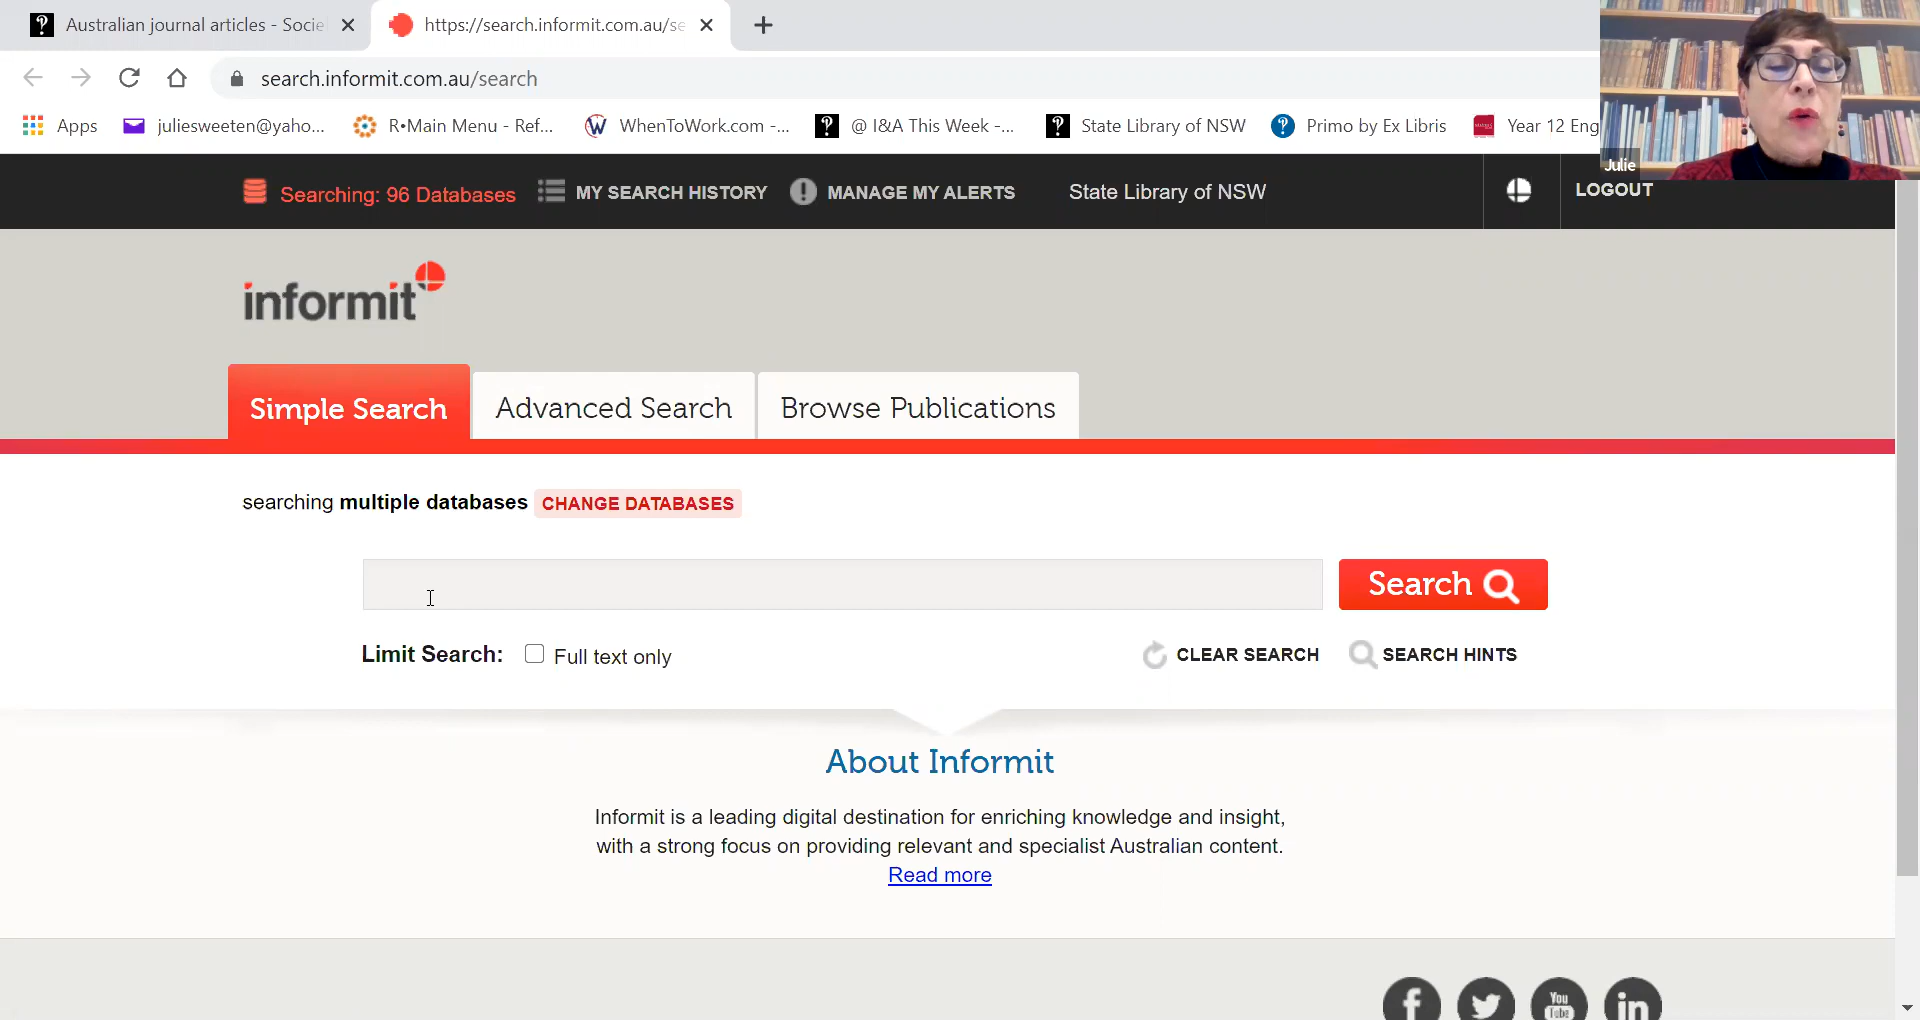 Australian journal articles - Socie
https://search.informit.com.au/se
search.informit.com.au/search
Apps
juliesweeten@yaho...
R•Main Menu - Ref...
WhenToWork.com -...
@ I&A This Week -...
State Library of NSW
Primo by Ex Libris
Year 12 Eng
Julie
Searching: 96 Databases
MY SEARCH HISTORY
MANAGE MY ALERTS
State Library of NSW
LOGOUT
informit
Simple Search
Advanced Search
Browse Publications
searching multiple databases CHANGE DATABASES
Search
Limit Search:
Full text only
CLEAR SEARCH
SEARCH HINTS
About Informit
Informit is a leading digital destination for enriching knowledge and insight,
with a strong focus on providing relevant and specialist Australian content.
Read more
f
You
Tube
in